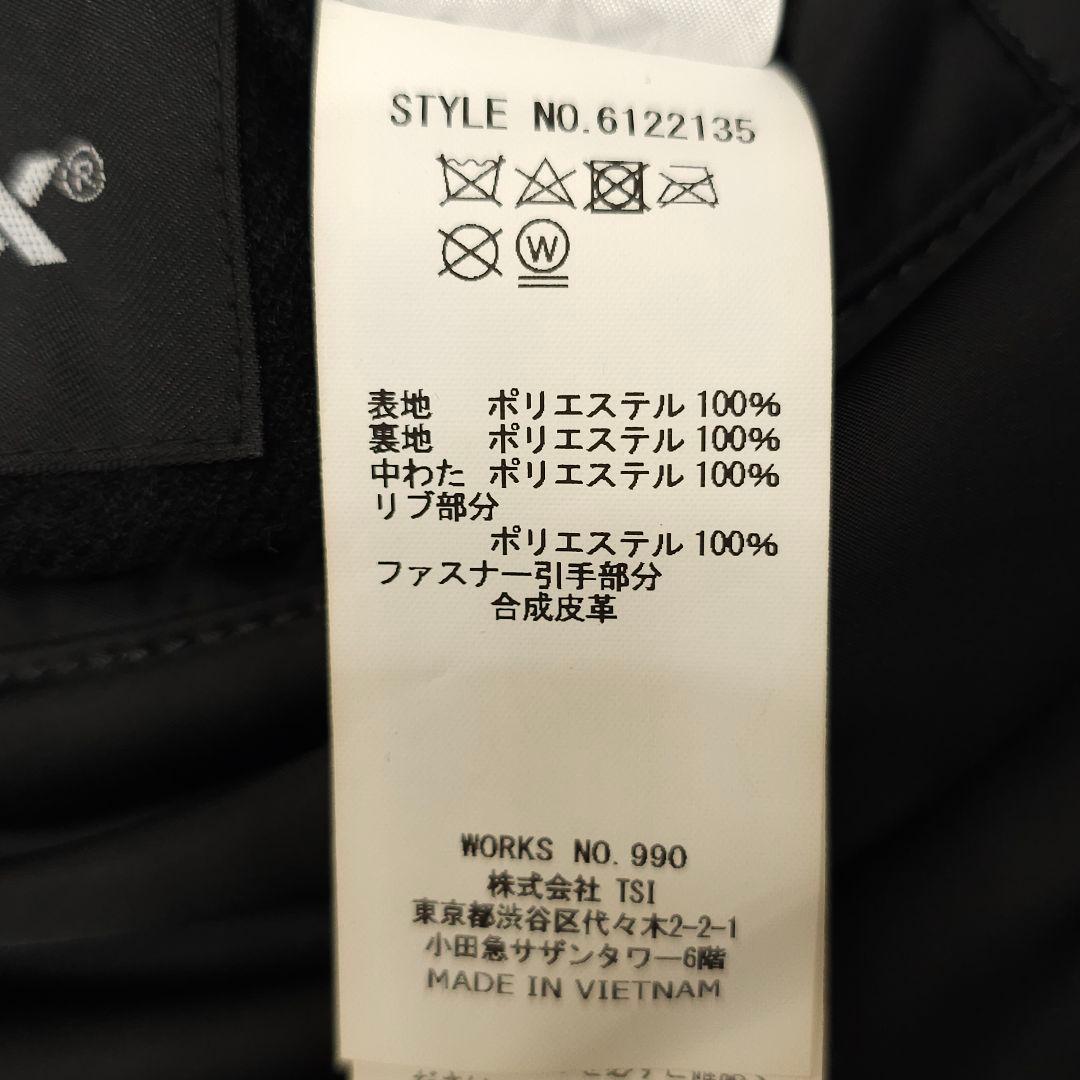 STYLE NO.6122135
W
表地 ポリエステル 100%
裏地 ポリエステル 100%
中わた ポリエステル 100%
リブ部分
ポリエステル 100%
ファスナー引手部分
合成皮革
WORKS NO. 990
株式会社 TSI
東京都渋谷区代々木2-2-1
小田急サザンタワー6階
MADE IN VIETNAM
X®